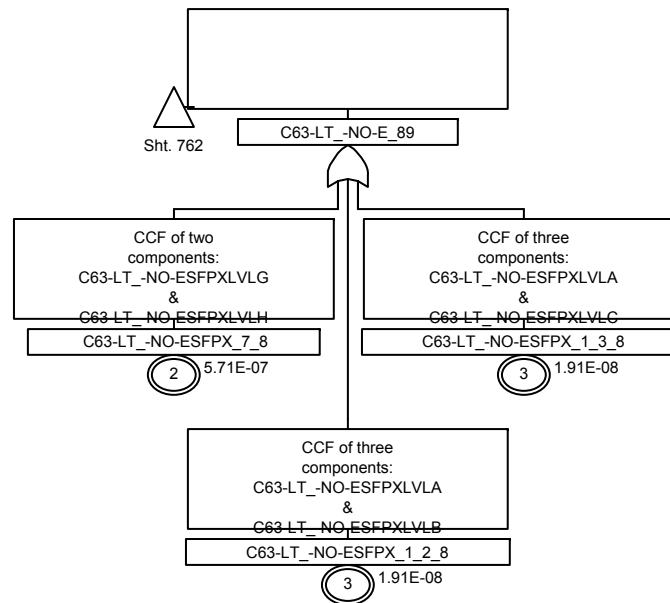 C63-LT_-NO-E_89
Sht. 762
CCF of two
components:
C63-LT_-NO-ESFPXLVLG
&
C63-LT_-NO-ESFPXLVLH
C63-LT_-NO-ESFPX_7_8
2
5.71E-07
CCF of three
components:
C63-LT_-NO-ESFPXLVLA
&
C63-LT_-NO-ESFPXLVLC
C63-LT_-NO-ESFPX_1_3_8
3
1.91E-08
CCF of three
components:
C63-LT_-NO-ESFPXLVLA
&
C63-LT_-NO-ESFPXLVLB
C63-LT_-NO-ESFPX_1_2_8
3
1.91E-08